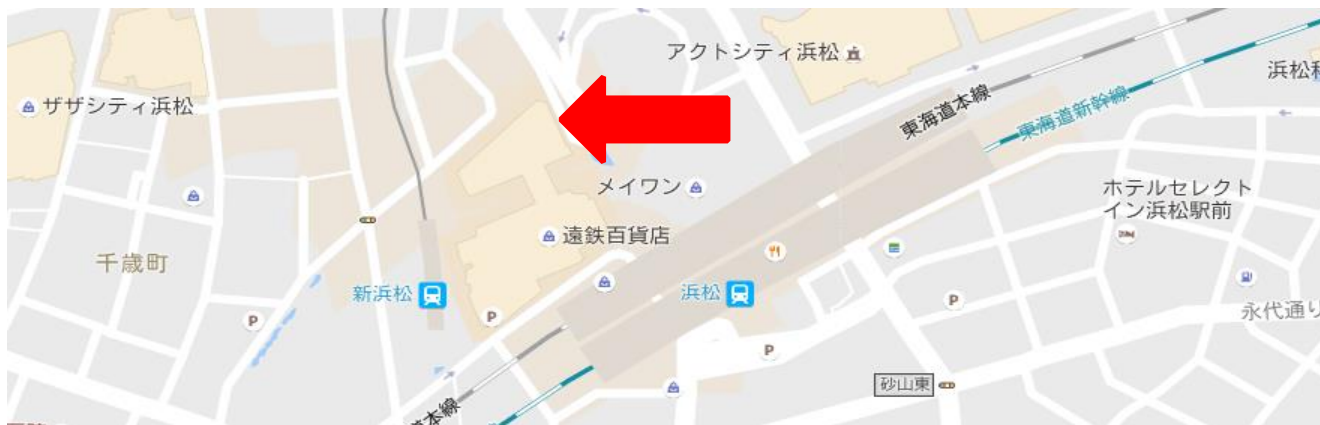 アクトシティ浜松
浜松
ザザシティ浜松
東海道本線
東海道新幹線
メイワン
ホテルセレクト
イン浜松駅前
遠鉄百貨店
千歳町
新浜松
浜松
P
P
P
P
永代通り
砂山東
本線